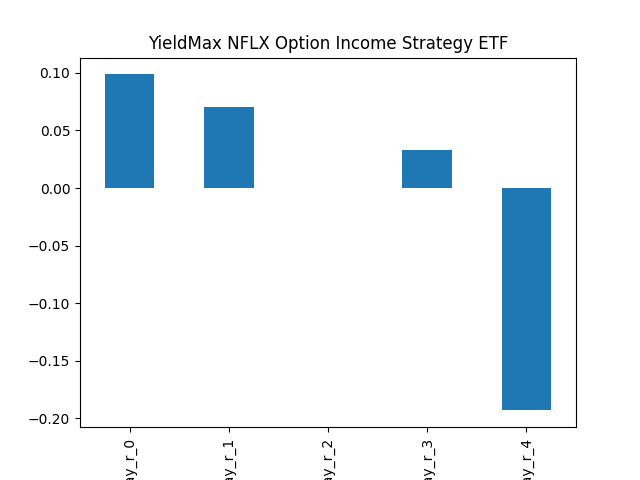 YieldMax NFLX Option Income Strategy ETF
0.10
0.05
0.00
−0.05
−0.10
−0.15
−0.20
ay_r_0
ay_r_1
ay_r_2
ay_r_3
ay_r_4